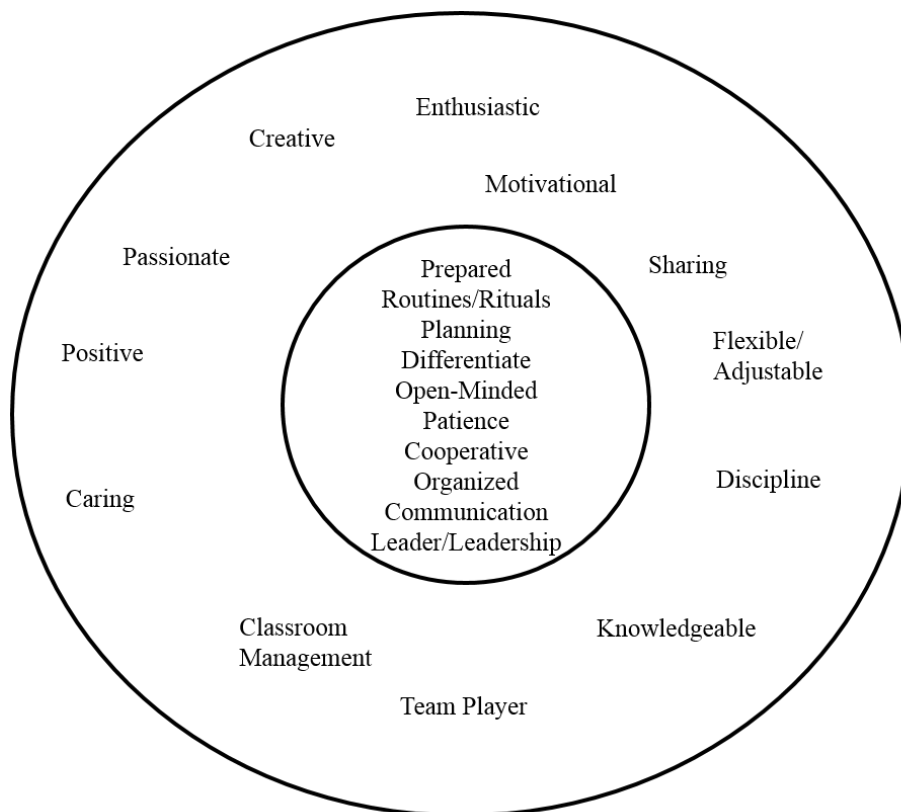 Enthusiastic
Creative
Motivational
Passionate
Sharing
Prepared
Routines/Rituals
Planning
Differentiate
Open-Minded
Patience
Cooperative
Organized
Communication
Leader/Leadership
Positive
Flexible/
Adjustable
Caring
Discipline
Classroom
Management
Knowledgeable
Team Player